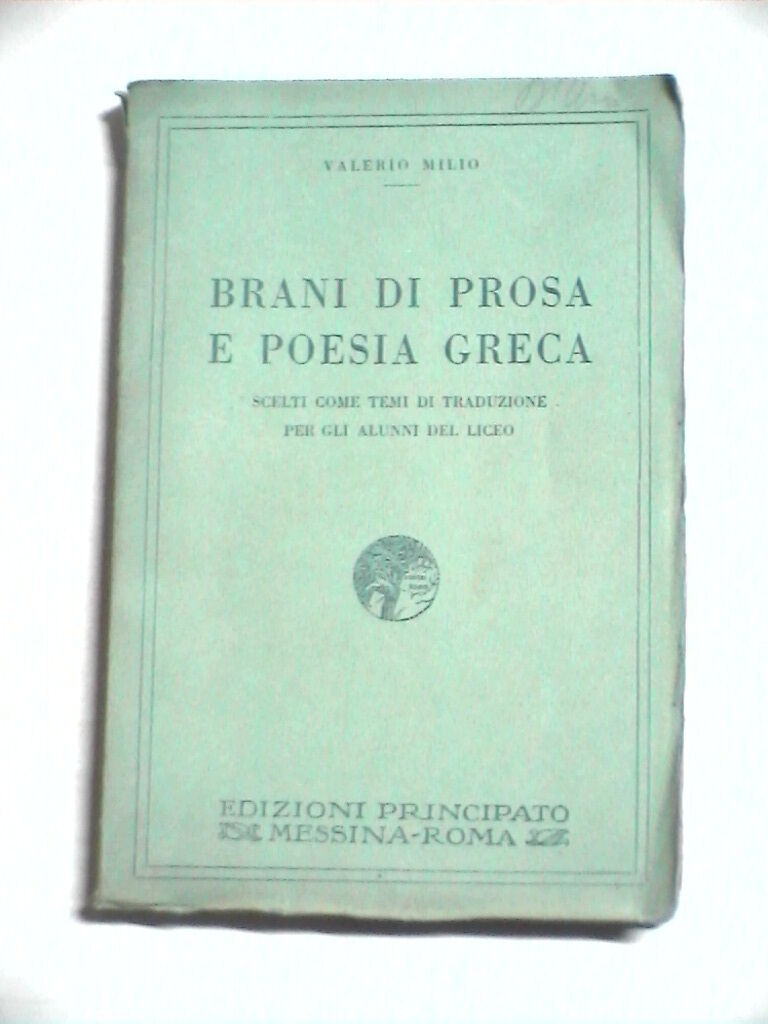 VALERIO MILIO
BRANI DI PROSA
E POESIA GRECA
SCELTI COME TEMI DI TRADUZIONE
PER GLI ALUNNI DEL LICEO
EDIZIONI PRINCIPATO
MESSINA-ROMA